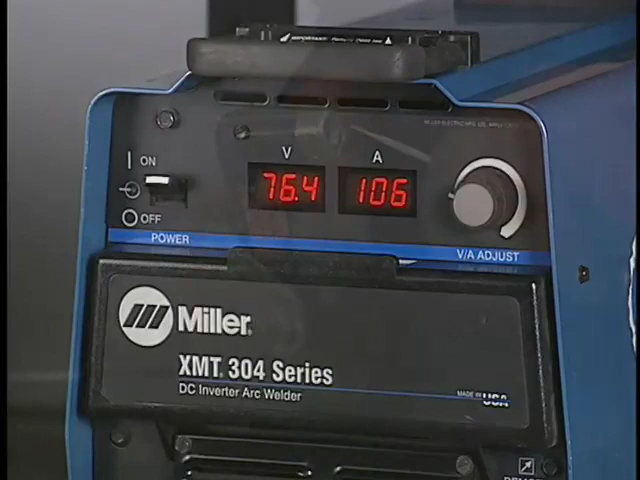 V A
ON
76.4 106
OFF
POWER
V/A ADJUST
Miller
XMT 304 Series
DC Inverter Arc Welder
MADE IN USA